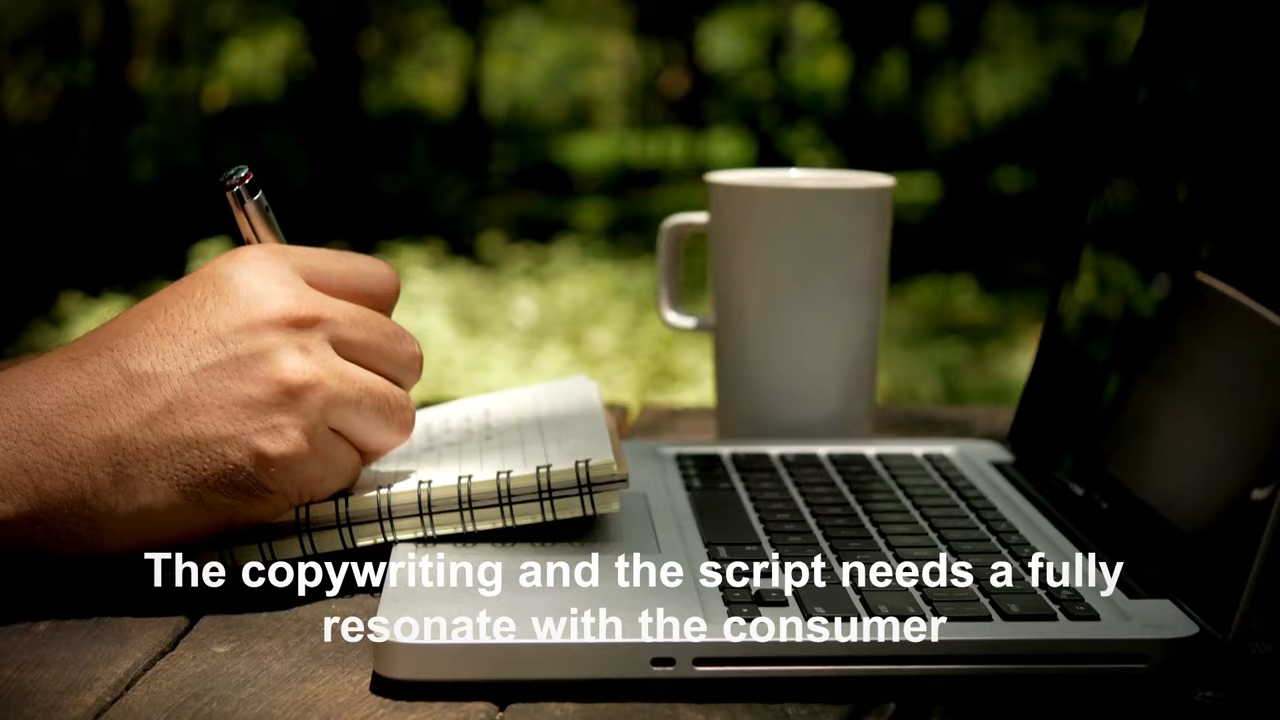 The copywriting and the script needs a fully
resonate with the consumer